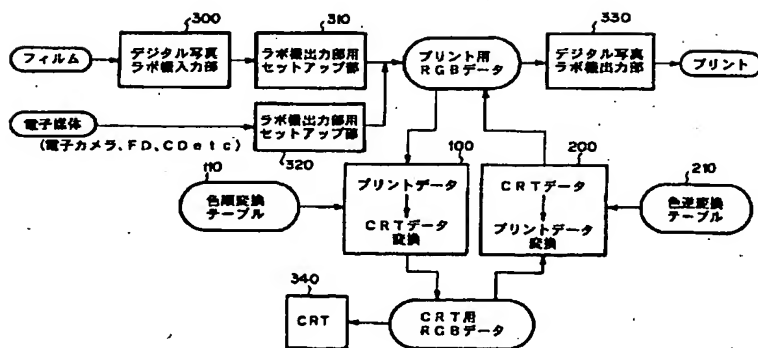 300
310
330
フィルム
デジタル写真
ラボ機入力部
ラボ機出力部用
セットアップ部
プリント用
RGBデータ
デジタル写真
ラボ機出力部
プリント
電子媒体
ラボ機出力部用
セットアップ部
(電子カメラ、FD、CDetc)
320
100
200
110
210
色順変換
テーブル
プリントデータ
CRTデータ
変換
CRTデータ
プリントデータ
変換
色逆変換
テーブル
340
CRT
CRT用
RGBデータ